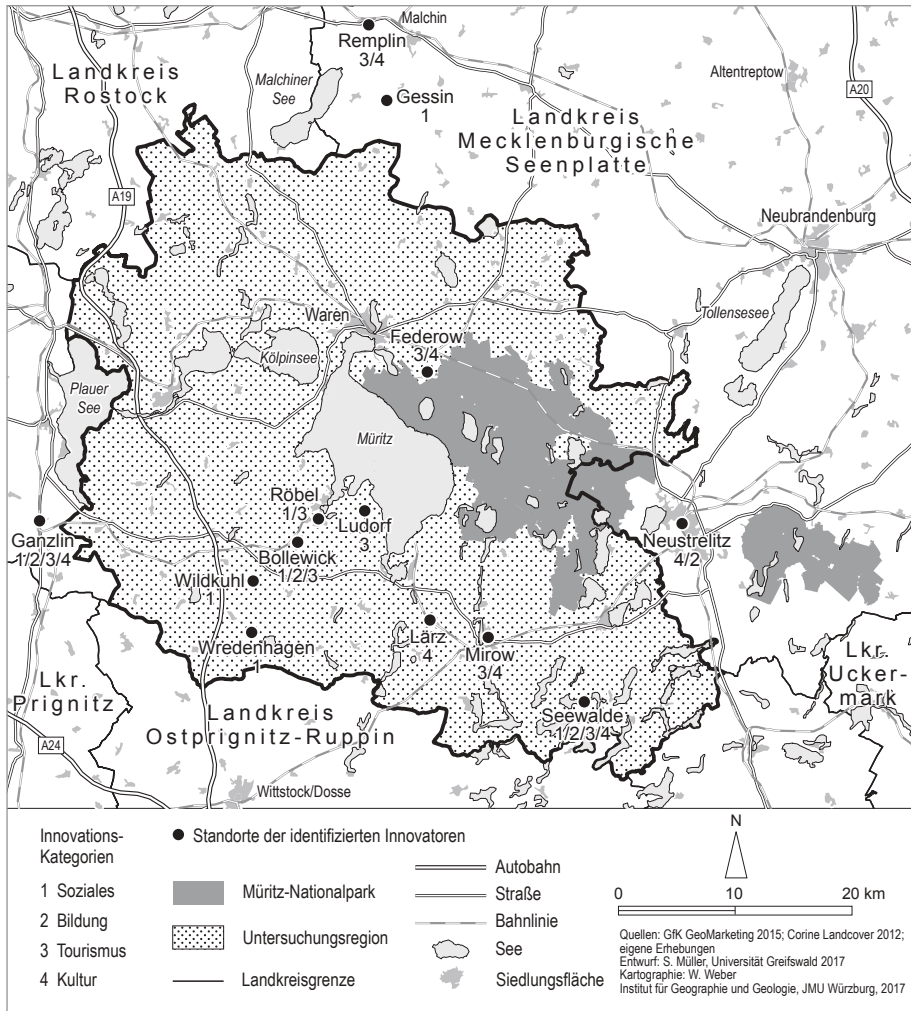 Malchin
Remplin
3/4
Landkreis
Rostock
Malchiner
See
Gessin
1
Altentreptow
A20
Landkreis
Mecklenburgische
Seenplatte
A19
Neubrandenburg
Waren
Tollensesee
Federow
3/4
Kölpinsee
Plauer
See
Müritz
Röbel
1/3
Ludorf
3
Ganzlin
1/2/3/4
Bollewick
1/2/3
Neustrelitz
4/2
Wildkuhl
1
Wredenhagen
1
Lärz
4
Mirow
3/4
Lkr.
Prignitz
Lkr.
Ucker-
mark
Landkreis
Ostprignitz-Ruppin
Seewalde
1/2/3/4
A24
Wittstock/Dosse
Innovations-
Kategorien
1 Soziales
2 Bildung
3 Tourismus
4 Kultur
Standorte der identifizierten Innovatoren
Müritz-Nationalpark
Untersuchungsregion
Landkreisgrenze
Autobahn
Straße
Bahnlinie
See
Siedlungsfläche
N
0 10 20 km
Quellen: GfK GeoMarketing 2015; Corine Landcover 2012;
eigene Erhebungen
Entwurf: S. Müller, Universität Greifswald 2017
Kartographie: W. Weber
Institut für Geographie und Geologie, JMU Würzburg, 2017